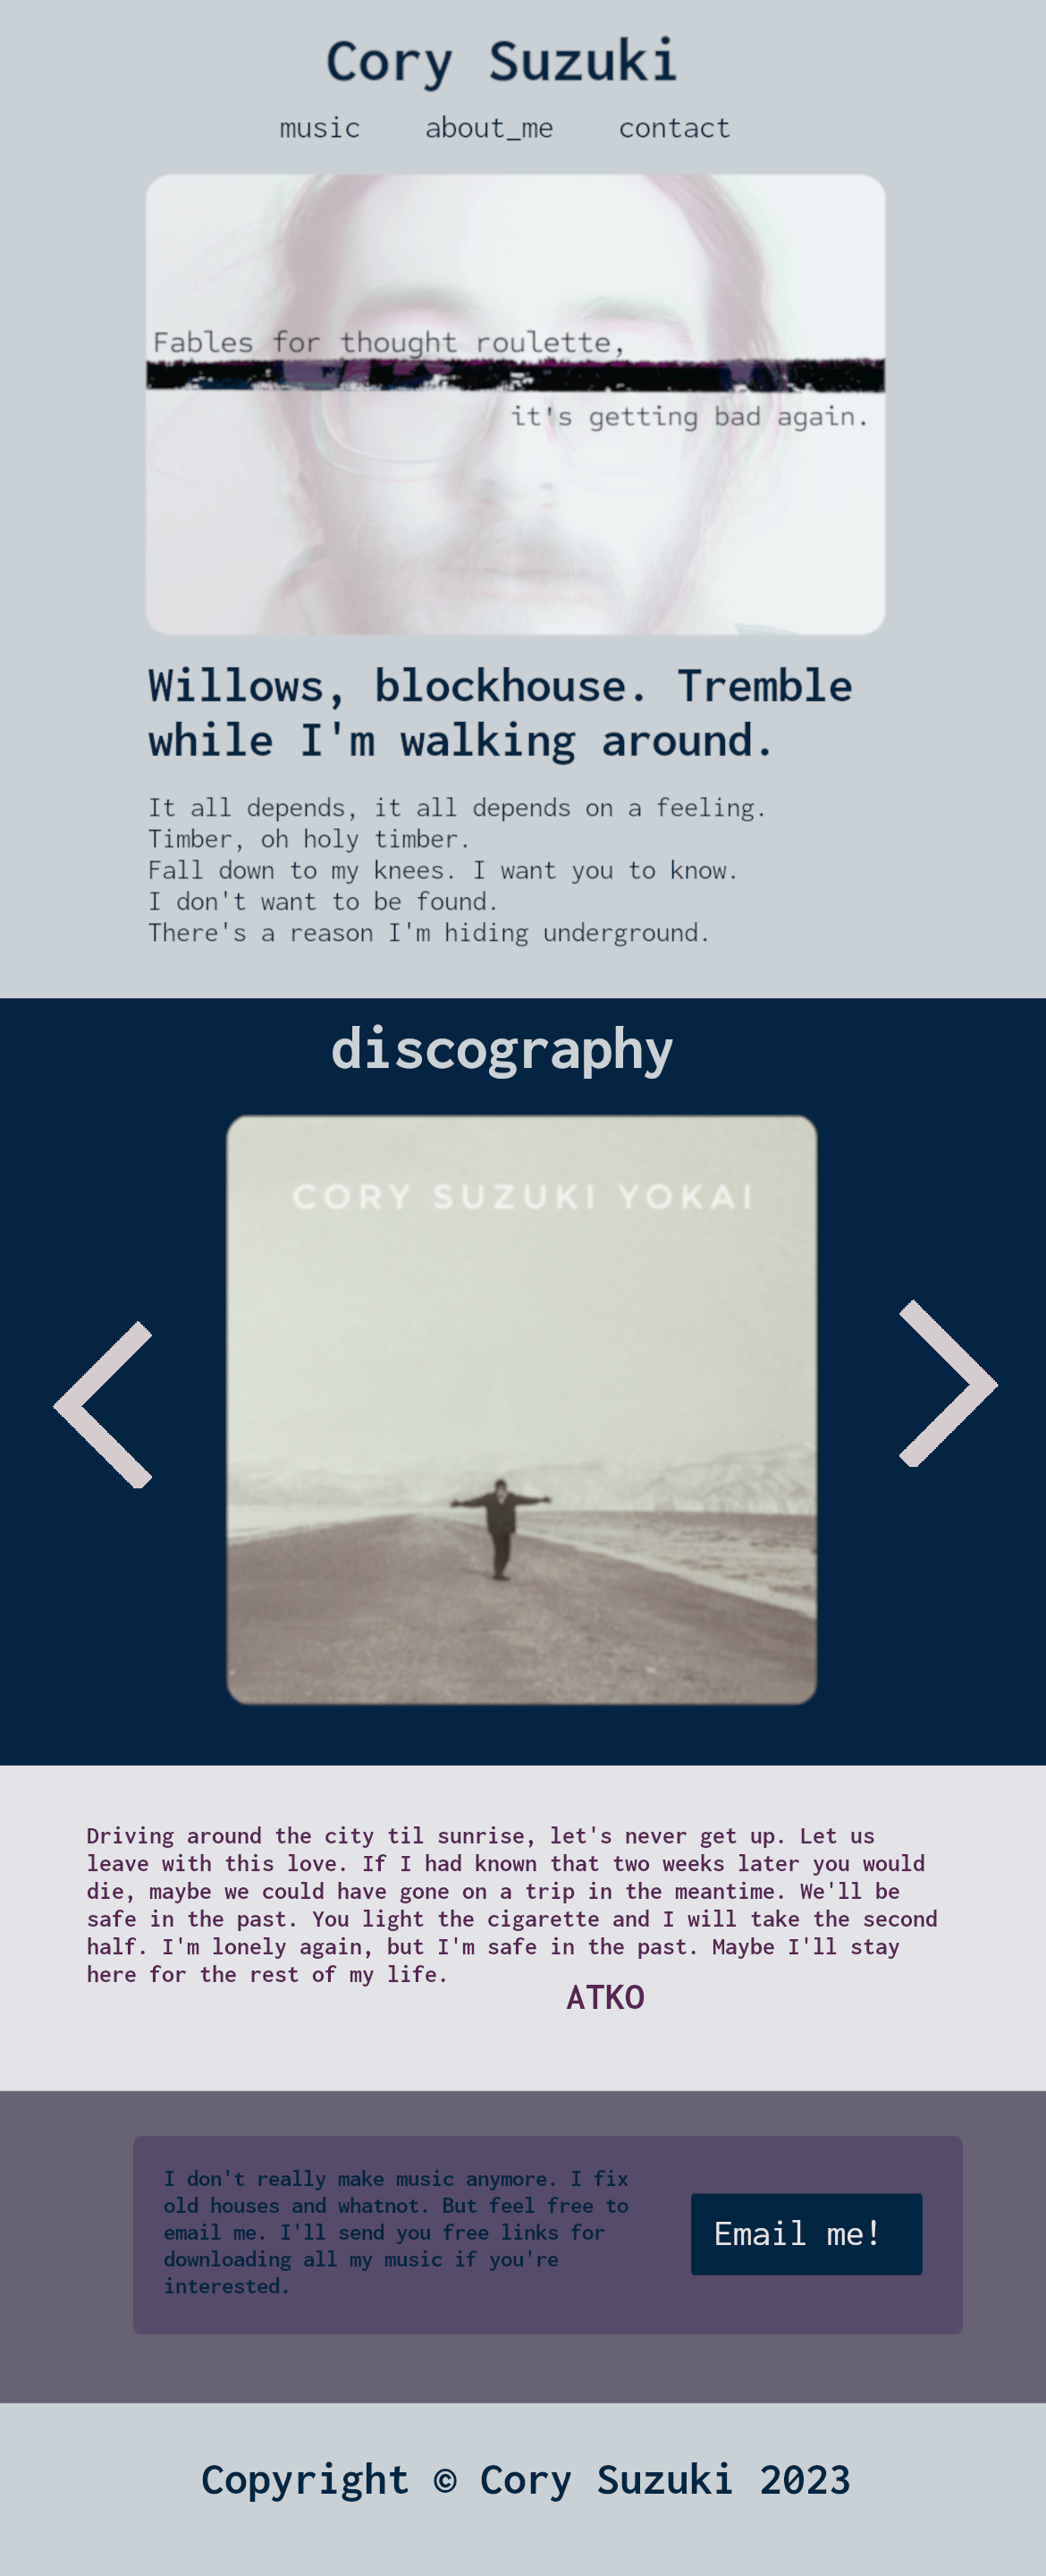 Cory Suzuki
music about_me contact
Fables for thought roulette,
it's getting bad again.
Willows, blockhouse. Tremble
while I'm walking around.
It all depends, it all depends on a feeling.
Timber, oh holy timber.
Fall down to my knees. I want you to know.
I don't want to be found.
There's a reason I'm hiding underground.
discography
CORY SUZUKI YOKAI
Driving around the city til sunrise, let's never get up. Let us
leave with this love. If I had known that two weeks later you would
die, maybe we could have gone on a trip in the meantime. We'll be
safe in the past. You light the cigarette and I will take the second
half. I'm lonely again, but I'm safe in the past. Maybe I'll stay
here for the rest of my life.
ATKO
I don't really make music anymore. I fix
old houses and whatnot. But feel free to
email me. I'll send you free links for
downloading all my music if you're
interested.
Email me!
Copyright © Cory Suzuki 2023